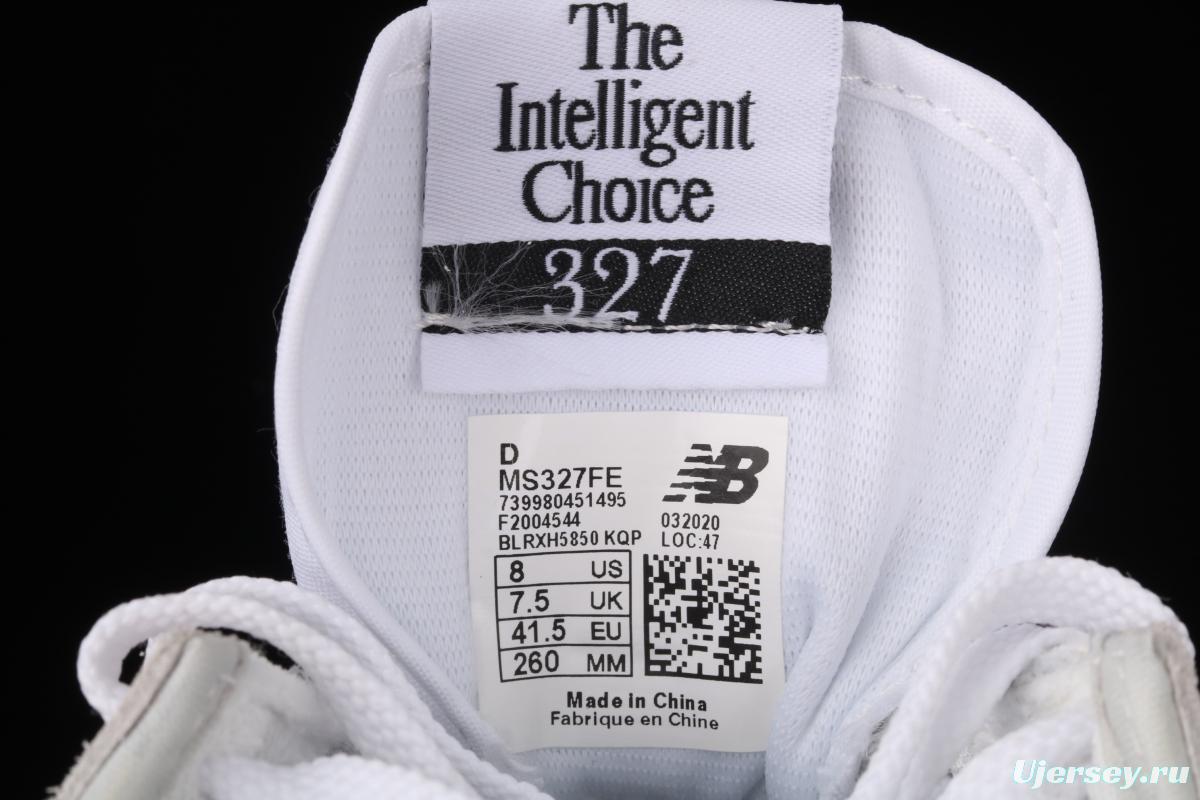 The
Intelligent
Choice
327
D
MS327FE
739980451495
F2004544
BLRXH5850 KQP
NB
032020
LOC:47
8 US
7.5 UK
41.5 EU
260 MM
Made in China
Fabrique en Chine
Ujersey.ru